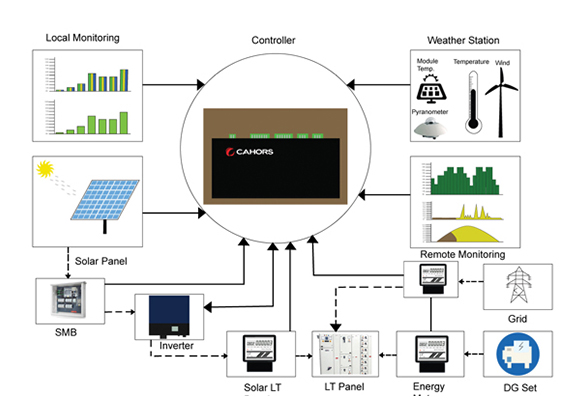 Local Monitoring
Controller
Weather Station
Module
Temp.
Temperature
Wind
Pyranometer
CAHORS
Solar Panel
Remote Monitoring
SMB
Inverter
Grid
Solar LT
LT Panel
Energy
DG Set